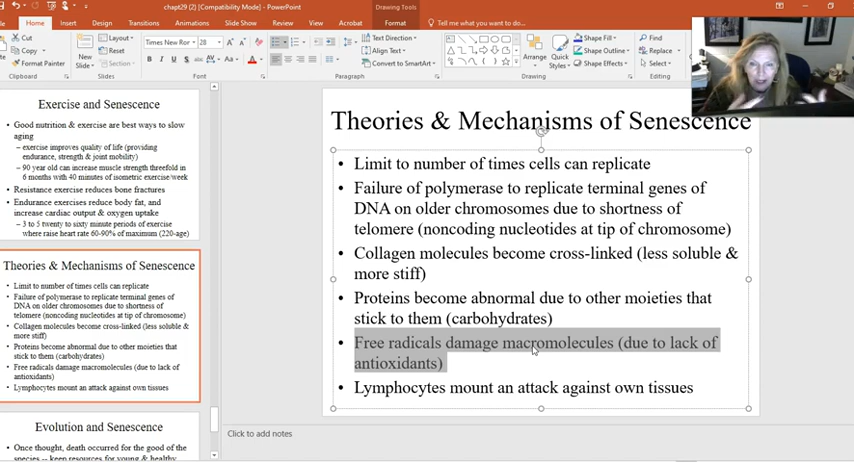 chapt29 (2) [Compatibility Mode] - PowerPoint
Drawing Tools
Home Insert Design Transitions Animations Slide Show Review View Acrobat Format Tell me what you want to do...
Cut
Copy
Format Painter
Clipboard
New Slide
Layout
Reset
Section
Slides
Times New Ror 28
Font
Text Direction
Align Text
Convert to SmartArt
Paragraph
Arrange
Quick Styles
Shape Fill
Shape Outline
Shape Effects
Drawing
Find
Replace
Select
Editing
Exercise and Senescence
• Good nutrition & exercise are best ways to slow
aging
– exercise improves quality of life (providing
endurance, strength & joint mobility)
– 90 year old can increase muscle strength threefold in
6 months with 40 minutes of isometric exercise/week
• Resistance exercise reduces bone fractures
• Endurance exercises reduce body fat, and
increase cardiac output & oxygen uptake
– 3 to 5 twenty to sixty minute periods of exercise
where raise heart rate 60-90% of maximum (220-age)
Theories & Mechanisms of Senescence
• Limit to number of times cells can replicate
• Failure of polymerase to replicate terminal genes of
DNA on older chromosomes due to shortness of
telomere (noncoding nucleotides at tip of chromosome)
• Collagen molecules become cross-linked (less soluble &
more stiff)
• Proteins become abnormal due to other moieties that
stick to them (carbohydrates)
• Free radicals damage macromolecules (due to lack of
antioxidants)
• Lymphocytes mount an attack against own tissues
Evolution and Senescence
• Once thought, death occurred for the good of the
species -- keep resources for young & healthy
Theories & Mechanisms of Senescence
• Limit to number of times cells can replicate
• Failure of polymerase to replicate terminal genes of
DNA on older chromosomes due to shortness of
telomere (noncoding nucleotides at tip of chromosome)
• Collagen molecules become cross-linked (less soluble &
more stiff)
• Proteins become abnormal due to other moieties that
stick to them (carbohydrates)
• Free radicals damage macromolecules (due to lack of
antioxidants)
• Lymphocytes mount an attack against own tissues
Click to add notes